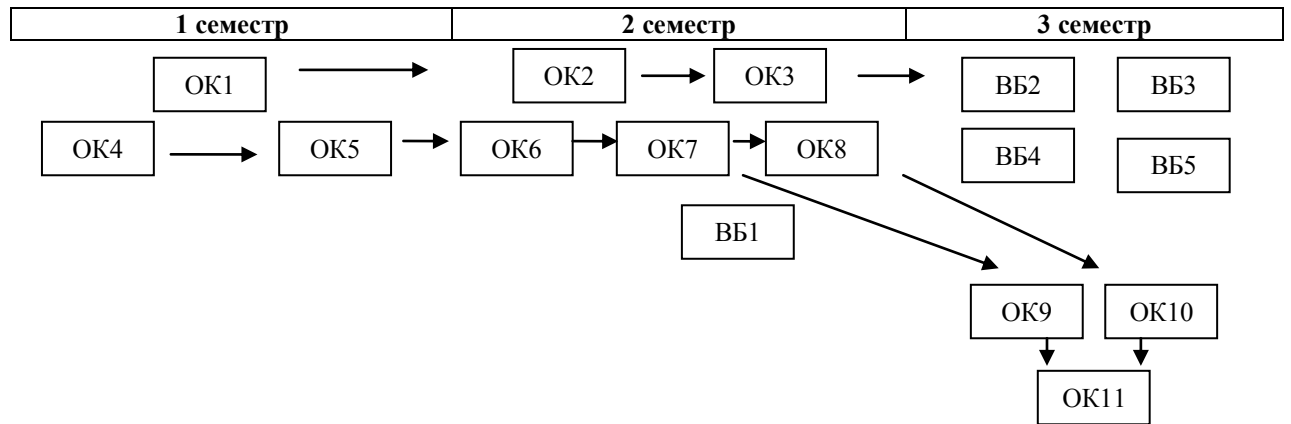 1 семестр 2 семестр 3 семестр
ОК1 ОК2 ОК3 ВБ2 ВБ3
ОК4 ОК5 ОК6 ОК7 ОК8 ВБ4 ВБ5
ВБ1
ОК9 ОК10
ОК11